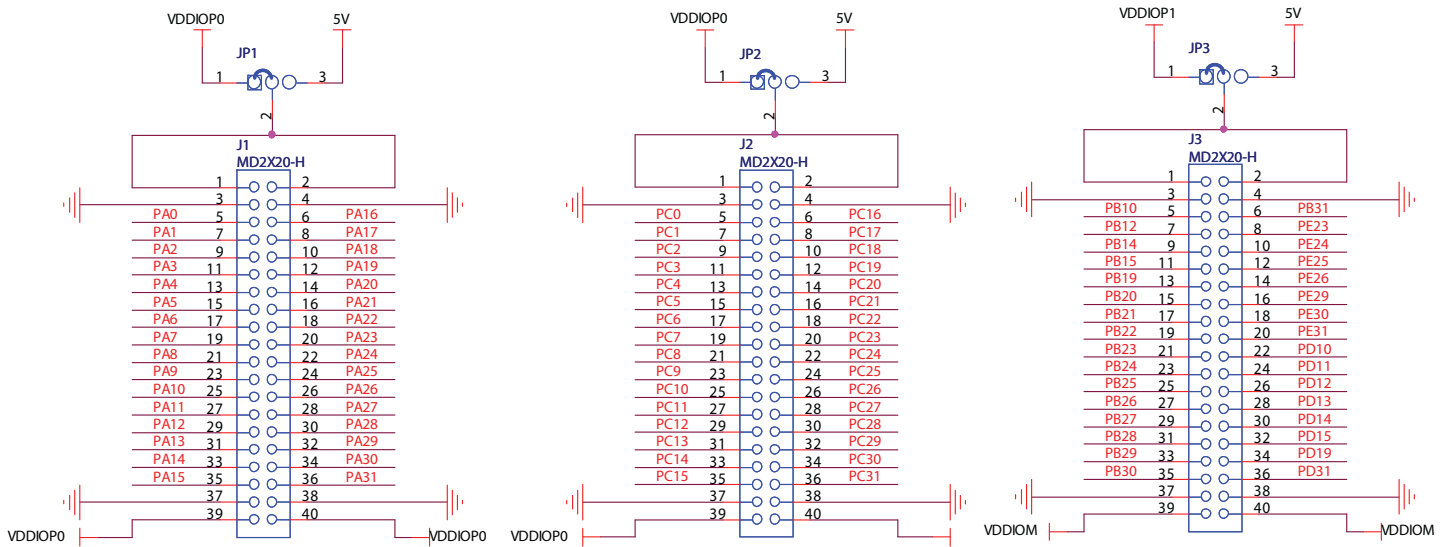 VDDIOP0 5V
JP1
1 3
2
J1
MD2X20-H
1 2
3 4
PA0 5 6 PA16
PA1 7 8 PA17
PA2 9 10 PA18
PA3 11 12 PA19
PA4 13 14 PA20
PA5 15 16 PA21
PA6 17 18 PA22
PA7 19 20 PA23
PA8 21 22 PA24
PA9 23 24 PA25
PA10 25 26 PA26
PA11 27 28 PA27
PA12 29 30 PA28
PA13 31 32 PA29
PA14 33 34 PA30
PA15 35 36 PA31
37 38
39 40
VDDIOP0 VDDIOP0
VDDIOP0 5V
JP2
1 3
2
J2
MD2X20-H
1 2
3 4
PC0 5 6 PC16
PC1 7 8 PC17
PC2 9 10 PC18
PC3 11 12 PC19
PC4 13 14 PC20
PC5 15 16 PC21
PC6 17 18 PC22
PC7 19 20 PC23
PC8 21 22 PC24
PC9 23 24 PC25
PC10 25 26 PC26
PC11 27 28 PC27
PC12 29 30 PC28
PC13 31 32 PC29
PC14 33 34 PC30
PC15 35 36 PC31
37 38
39 40
VDDIOP0
VDDIOP1 5V
JP3
1 3
2
J3
MD2X20-H
1 2
3 4
PB10 5 6 PB31
PB12 7 8 PE23
PB14 9 10 PE24
PB15 11 12 PE25
PB19 13 14 PE26
PB20 15 16 PE29
PB21 17 18 PE30
PB22 19 20 PE31
PB23 21 22 PD10
PB24 23 24 PD11
PB25 25 26 PD12
PB26 27 28 PD13
PB27 29 30 PD14
PB28 31 32 PD15
PB29 33 34 PD19
PB30 35 36 PD31
37 38
39 40
VDDIOM VDDIOM